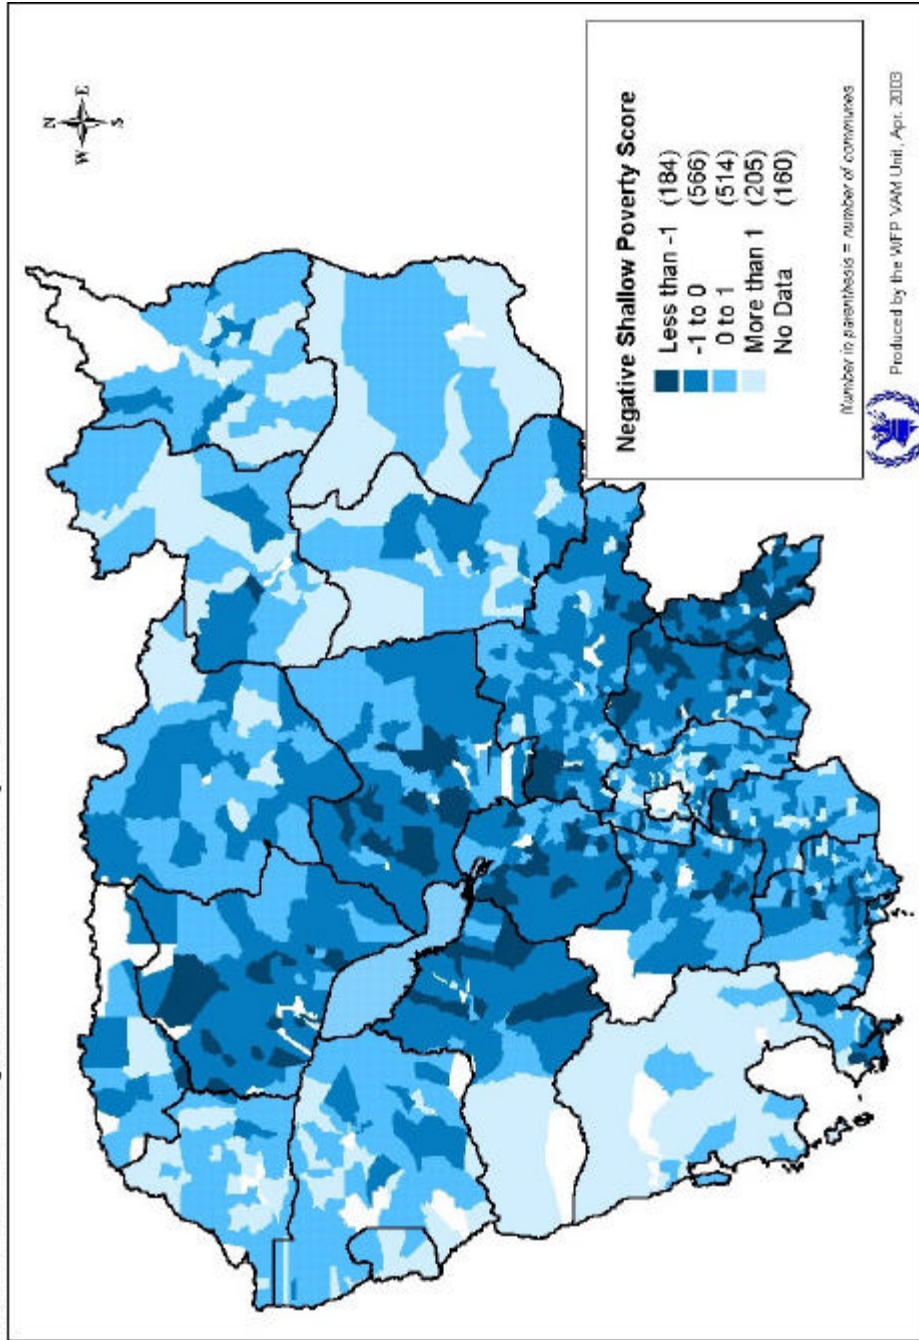 N
W E
S
Negative Shallow Poverty Score
Less than -1 (184)
-1 to 0 (566)
0 to 1 (514)
More than 1 (205)
No Data (160)
Number in parenthesis = number of communes
Produced by the WFP VAM Unit, Apr. 2003